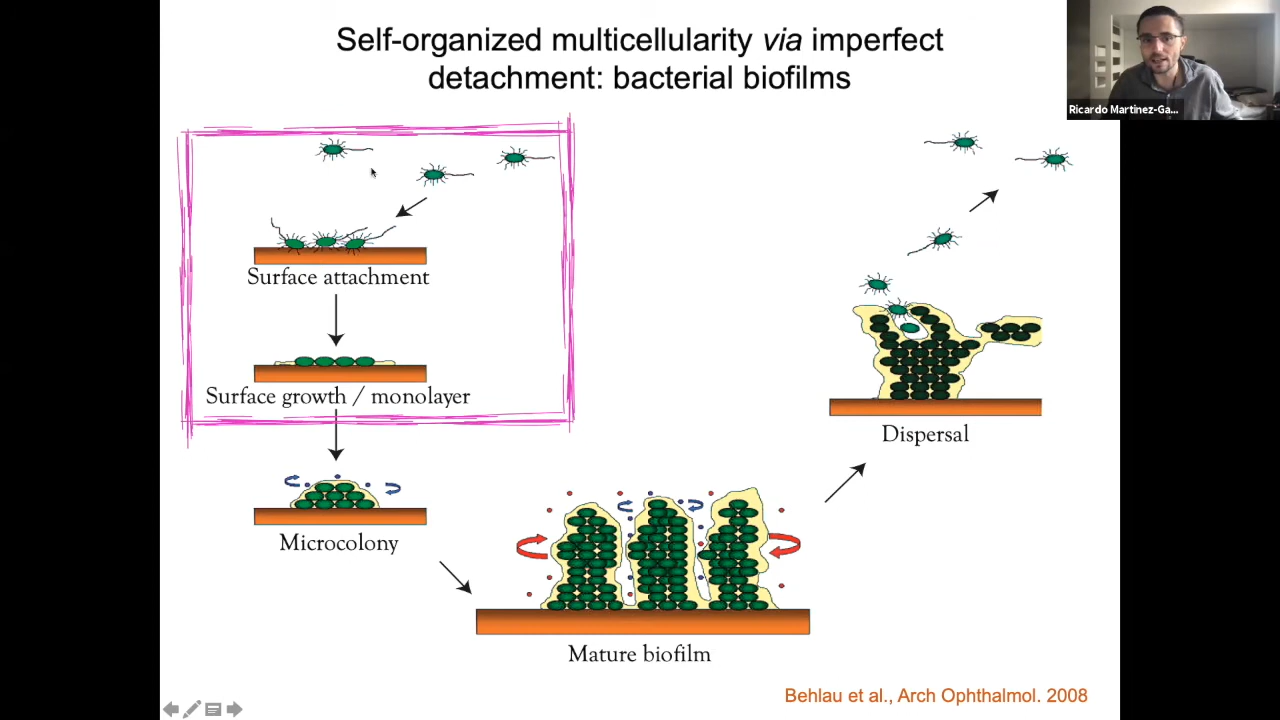 Self-organized multicellularity via imperfect
detachment: bacterial biofilms
Ricardo Martinez-Ga...
Surface attachment
Surface growth / monolayer
Microcolony
Mature biofilm
Dispersal
Behlau et al., Arch Ophthalmol. 2008